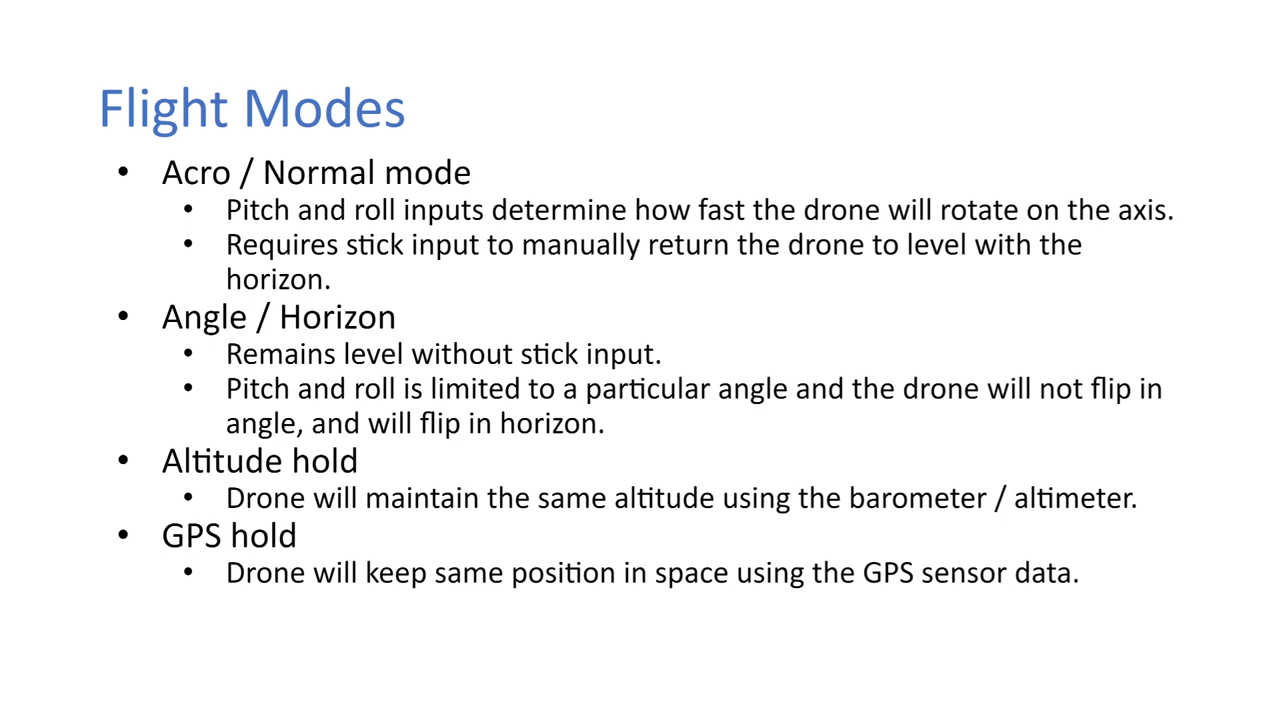 Flight Modes
• Acro / Normal mode
• Pitch and roll inputs determine how fast the drone will rotate on the axis.
• Requires stick input to manually return the drone to level with the
horizon.
• Angle / Horizon
• Remains level without stick input.
• Pitch and roll is limited to a particular angle and the drone will not flip in
angle, and will flip in horizon.
• Altitude hold
• Drone will maintain the same altitude using the barometer / altimeter.
• GPS hold
• Drone will keep same position in space using the GPS sensor data.